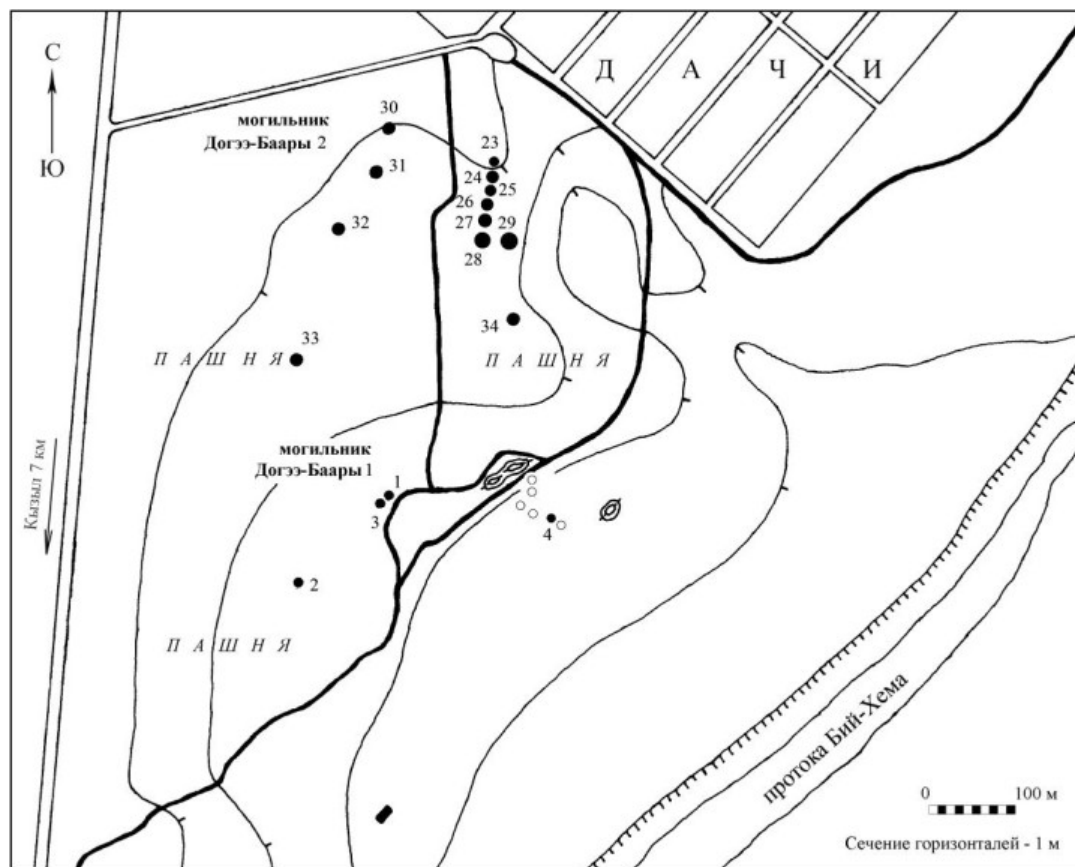 С
Ю
Д А Ч И
30
могильник
Догээ-Баары 2
31
23
24
25
26
27
29
28
32
34
33
П А Ш Н Я
П А Ш Н Я
могильник
Догээ-Баары 1
1
3
4
Кызыл 7 км
2
П А Ш Н Я
протока Бий-Хема
0 100 м
Сечение горизонталей - 1 м